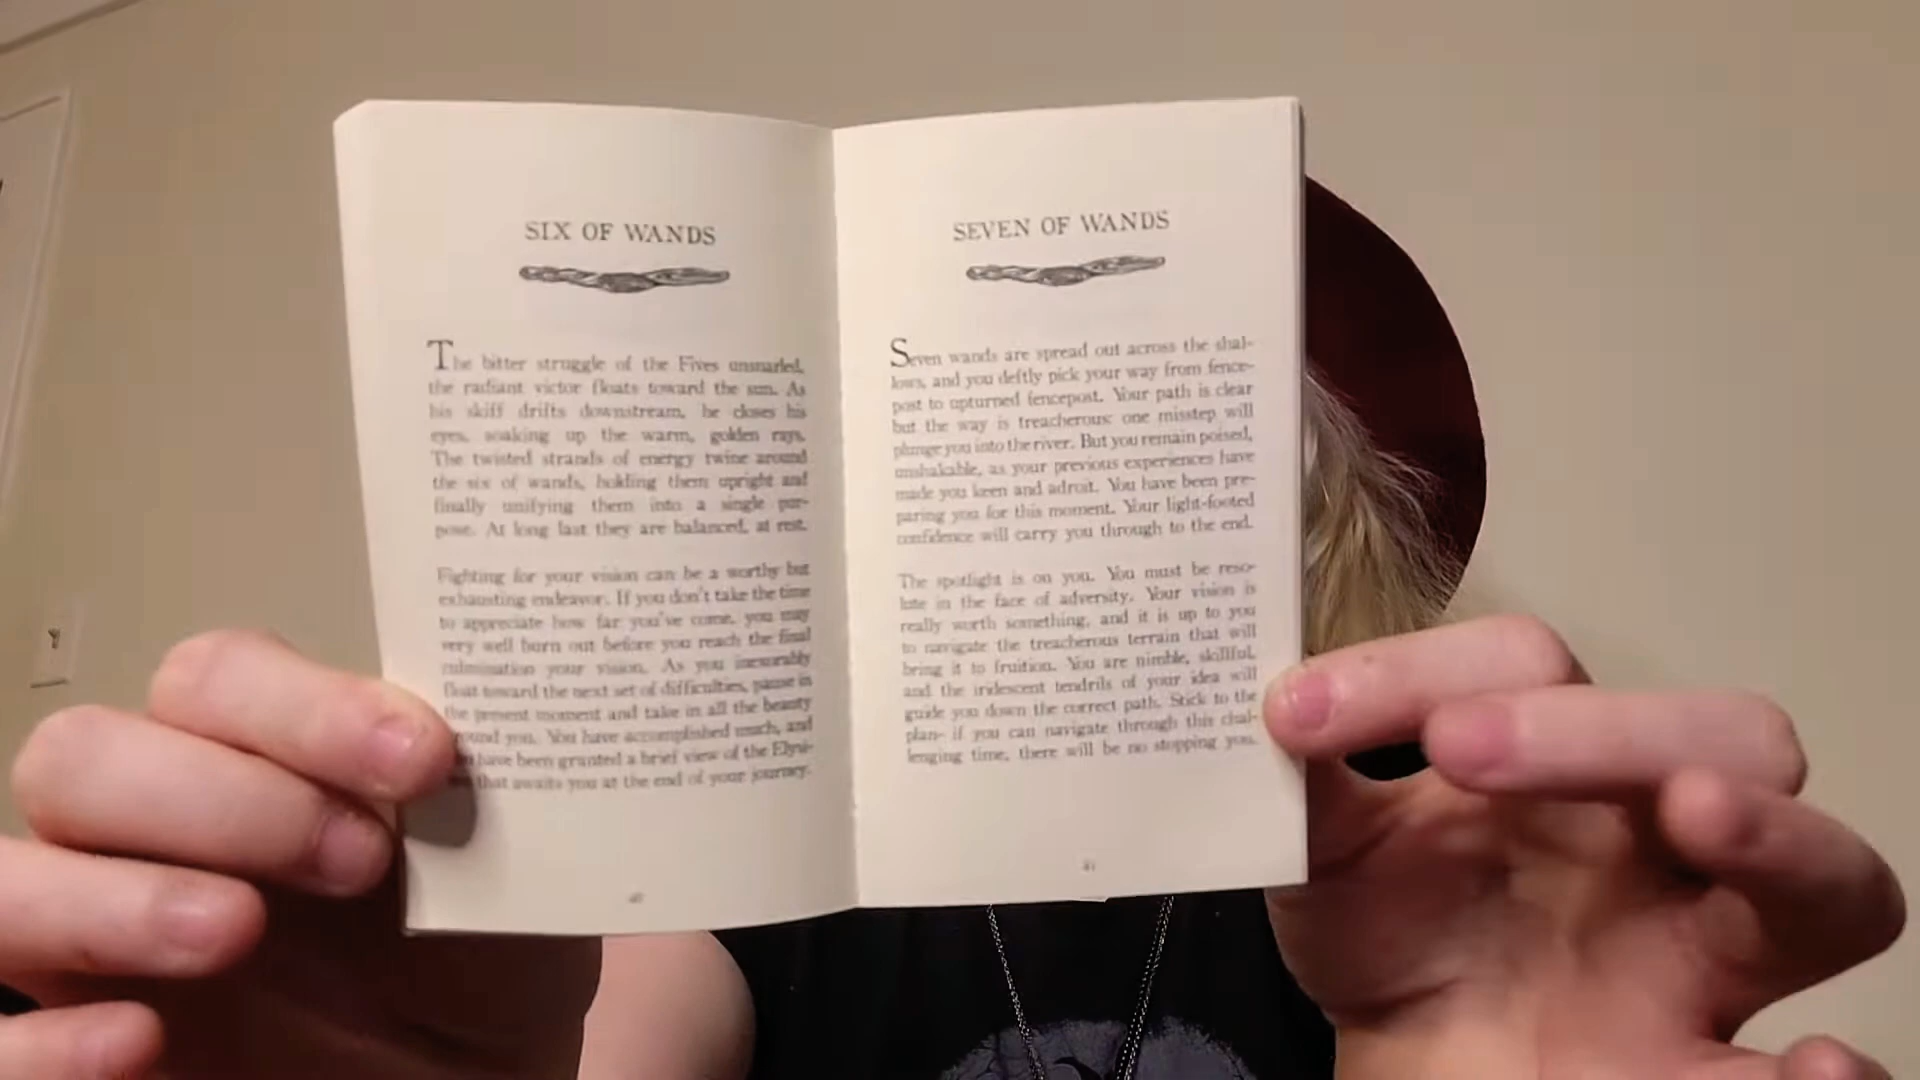 SIX OF WANDS
The bitter struggle of the Fives unsnarled,
the radiant victor floats toward the sun. As
his skiff drifts downstream, he closes his
eyes, soaking up the warm, golden rays.
The twisted strands of energy twine around
the six of wands, holding them upright and
finally unifying them into a single pur-
pose. At long last they are balanced, at rest.
Fighting for your vision can be a worthy but
exhausting endeavor. If you don't take the time
to appreciate how far you've come, you may
very well burn out before you reach the final
culmination your vision. As you inexorably
float toward the next set of difficulties, pause in
the present moment and take in all the beauty
around you. You have accomplished much, and
have been granted a brief view of the Elysi-
that awaits you at the end of your journey.
40
SEVEN OF WANDS
Seven wands are spread out across the shal-
lows, and you deftly pick your way from fence-
post to upturned fencepost. Your path is clear
but the way is treacherous: one misstep will
plunge you into the river. But you remain poised,
unshakable, as your previous experiences have
made you keen and adroit. You have been pre-
paring you for this moment. Your light-footed
confidence will carry you through to the end.
The spotlight is on you. You must be reso-
lute in the face of adversity. Your vision is
really worth something, and it is up to you
to navigate the treacherous terrain that will
bring it to fruition. You are nimble, skillful,
and the iridescent tendrils of your idea will
guide you down the correct path. Stick to the
plan- if you can navigate through this chal-
lenging time, there will be no stopping you.
41